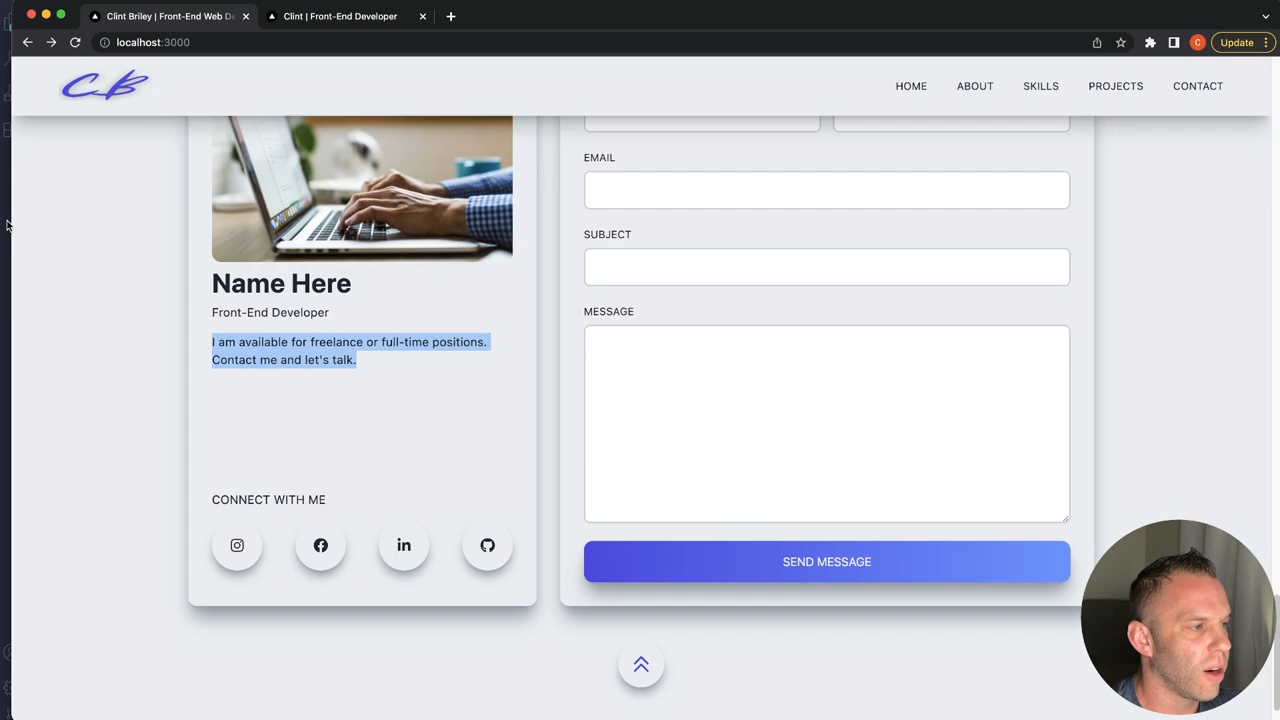 Clint Briley | Front-End Web De
Clint | Front-End Developer
localhost:3000
C
Update
CB
HOME
ABOUT
SKILLS
PROJECTS
CONTACT
EMAIL
SUBJECT
MESSAGE
Name Here
Front-End Developer
I am available for freelance or full-time positions.
Contact me and let's talk.
CONNECT WITH ME
in
SEND MESSAGE